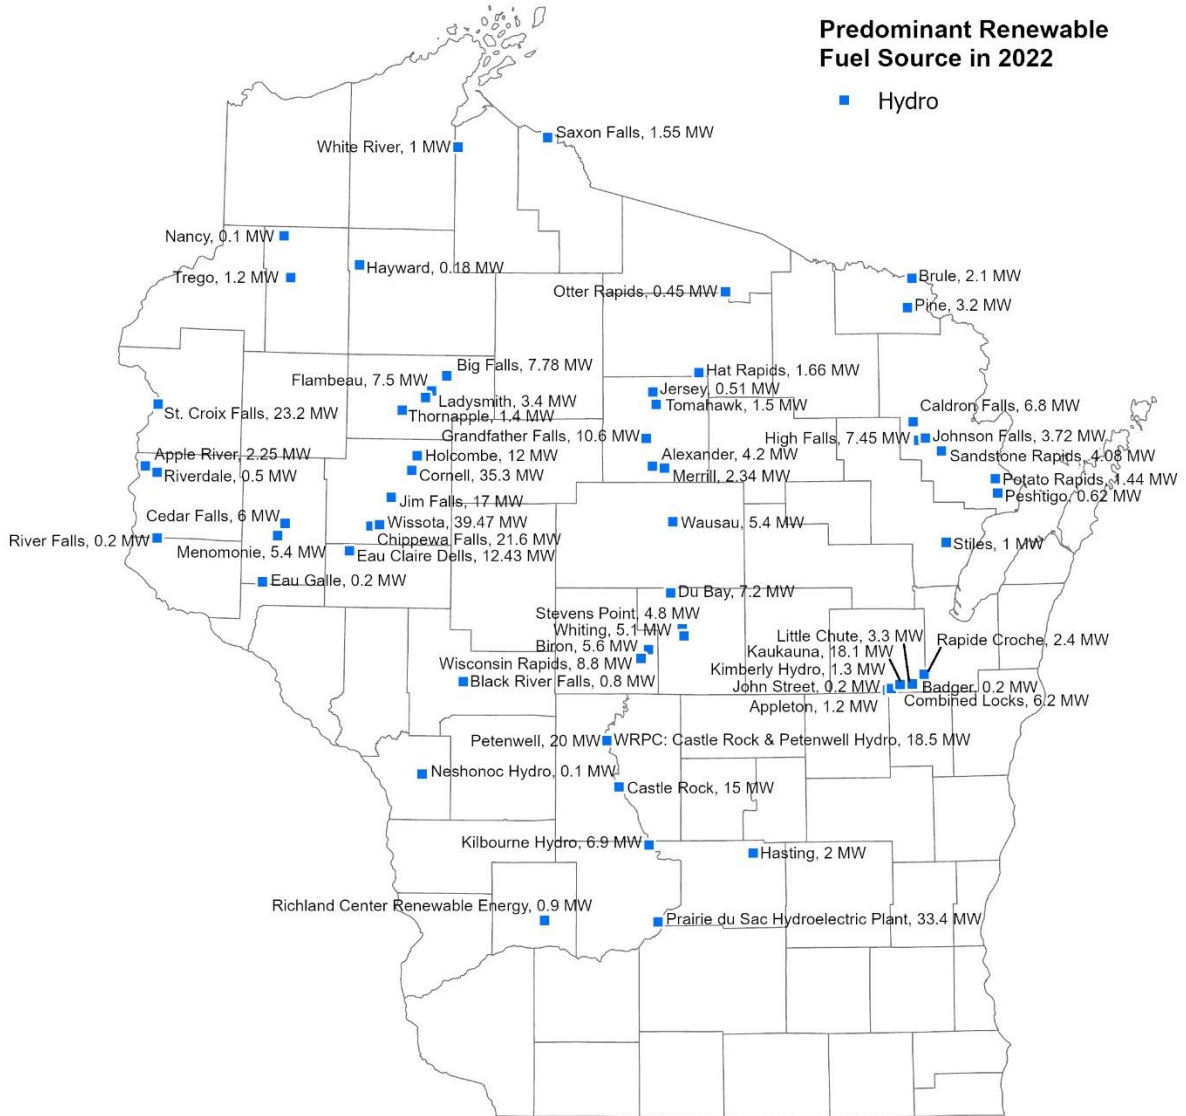 Predominant Renewable
Fuel Source in 2022
Hydro
Saxon Falls, 1.55 MW
White River, 1 MW
Nancy, 0.1 MW
Hayward, 0.18 MW
Trego, 1.2 MW
Brule, 2.1 MW
Otter Rapids, 0.45 MW
Pine, 3.2 MW
Big Falls, 7.78 MW
Hat Rapids, 1.66 MW
Flambeau, 7.5 MW
Jersey, 0.51 MW
Ladysmith, 3.4 MW
Tomahawk, 1.5 MW
Caldron Falls, 6.8 MW
St. Croix Falls, 23.2 MW
Thornapple, 1.4 MW
Grandfather Falls, 10.6 MW
High Falls, 7.45 MW
Johnson Falls, 3.72 MW
Apple River, 2.25 MW
Holcombe, 12 MW
Alexander, 4.2 MW
Sandstone Rapids, 4.08 MW
Riverdale, 0.5 MW
Cornell, 35.3 MW
Merrill, 2.34 MW
Potato Rapids, 1.44 MW
Peshtigo, 0.62 MW
Jim Falls, 17 MW
Cedar Falls, 6 MW
Wissota, 39.47 MW
Wausau, 5.4 MW
River Falls, 0.2 MW
Chippewa Falls, 21.6 MW
Stiles, 1 MW
Menomonie, 5.4 MW
Eau Claire Dells, 12.43 MW
Eau Galle, 0.2 MW
Du Bay, 7.2 MW
Stevens Point, 4.8 MW
Whiting, 5.1 MW
Little Chute, 3.3 MW
Rapide Croche, 2.4 MW
Biron, 5.6 MW
Kaukauna, 18.1 MW
Wisconsin Rapids, 8.8 MW
Kimberly Hydro, 1.3 MW
Black River Falls, 0.8 MW
John Street, 0.2 MW
Badger, 0.2 MW
Appleton, 1.2 MW
Combined Locks, 6.2 MW
Petenwell, 20 MW
WRPC: Castle Rock & Petenwell Hydro, 18.5 MW
Neshonoc Hydro, 0.1 MW
Castle Rock, 15 MW
Kilbourne Hydro, 6.9 MW
Hasting, 2 MW
Richland Center Renewable Energy, 0.9 MW
Prairie du Sac Hydroelectric Plant, 33.4 MW